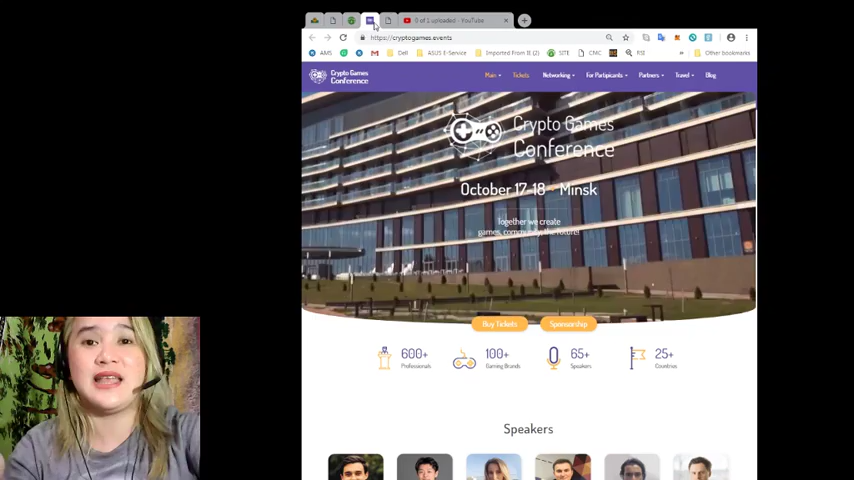 0 of 1 uploaded - YouTube
https://cryptogames.events
AMS
Dell
ASUS E-Service
Imported From IE (2)
SITE
CMC
RSE
Other bookmarks
Crypto Games
Conference
Main
Tickets
Networking
For Participants
Partners
Travel
Blog
Crypto Games
Conference
October 17-18 - Minsk
Together we create
games, community, the future!
Buy Tickets
Sponsorship
600+
Professionals
100+
Gaming Brands
65+
Speakers
25+
Countries
Speakers